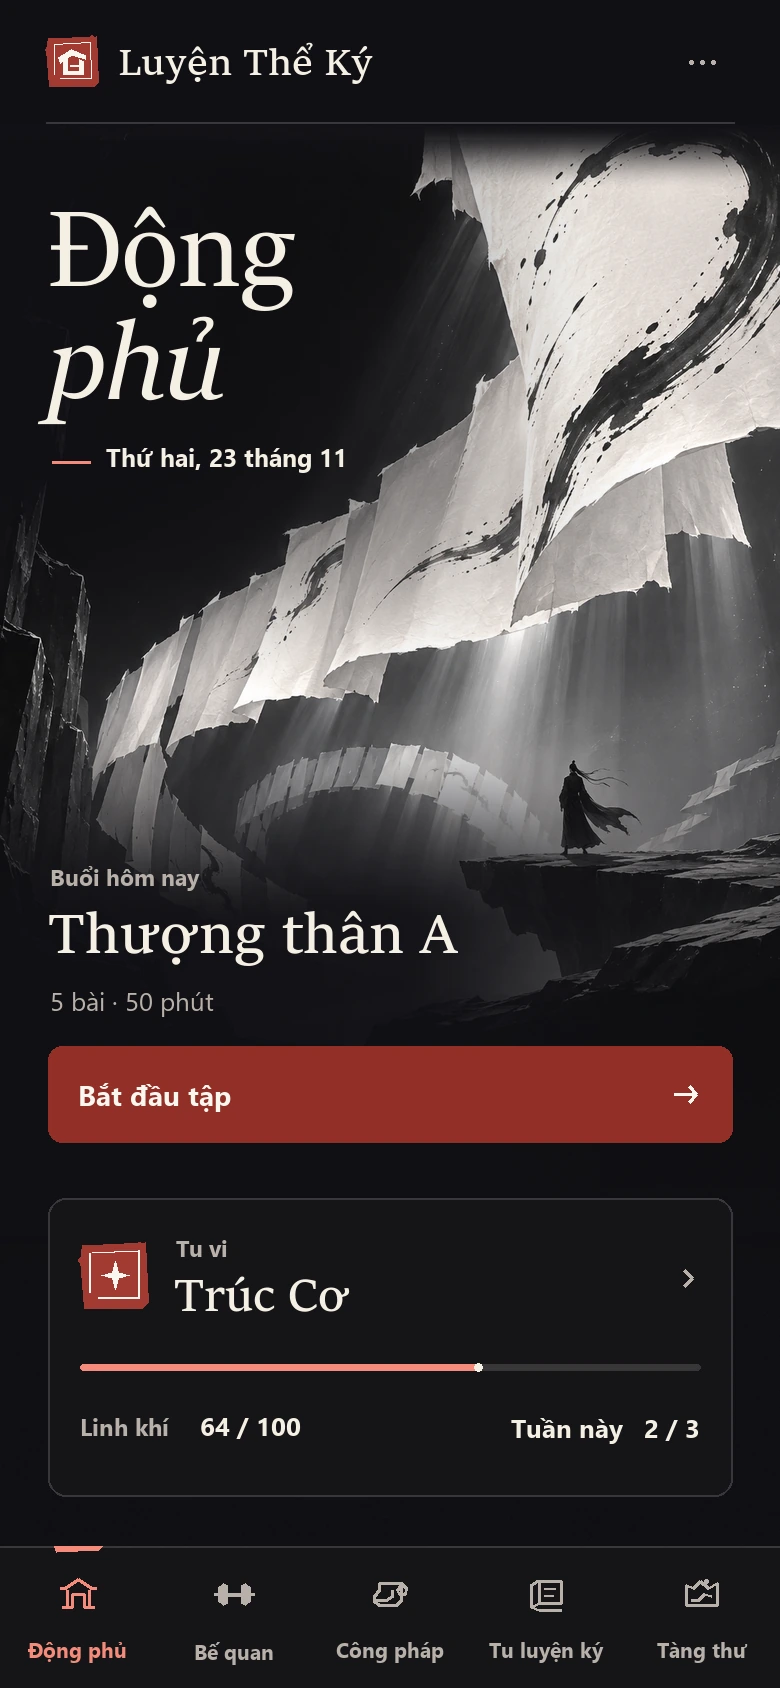 Luyện Thể Ký
Động
phủ
Thứ hai, 23 tháng 11
Buổi hôm nay
Thượng thân A
5 bài · 50 phút
Bắt đầu tập
Tu vi
Trúc Cơ
Linh khí 64 / 100
Tuần này 2 / 3
Động phủ
Bế quan
Công pháp
Tu luyện ký
Tàng thư